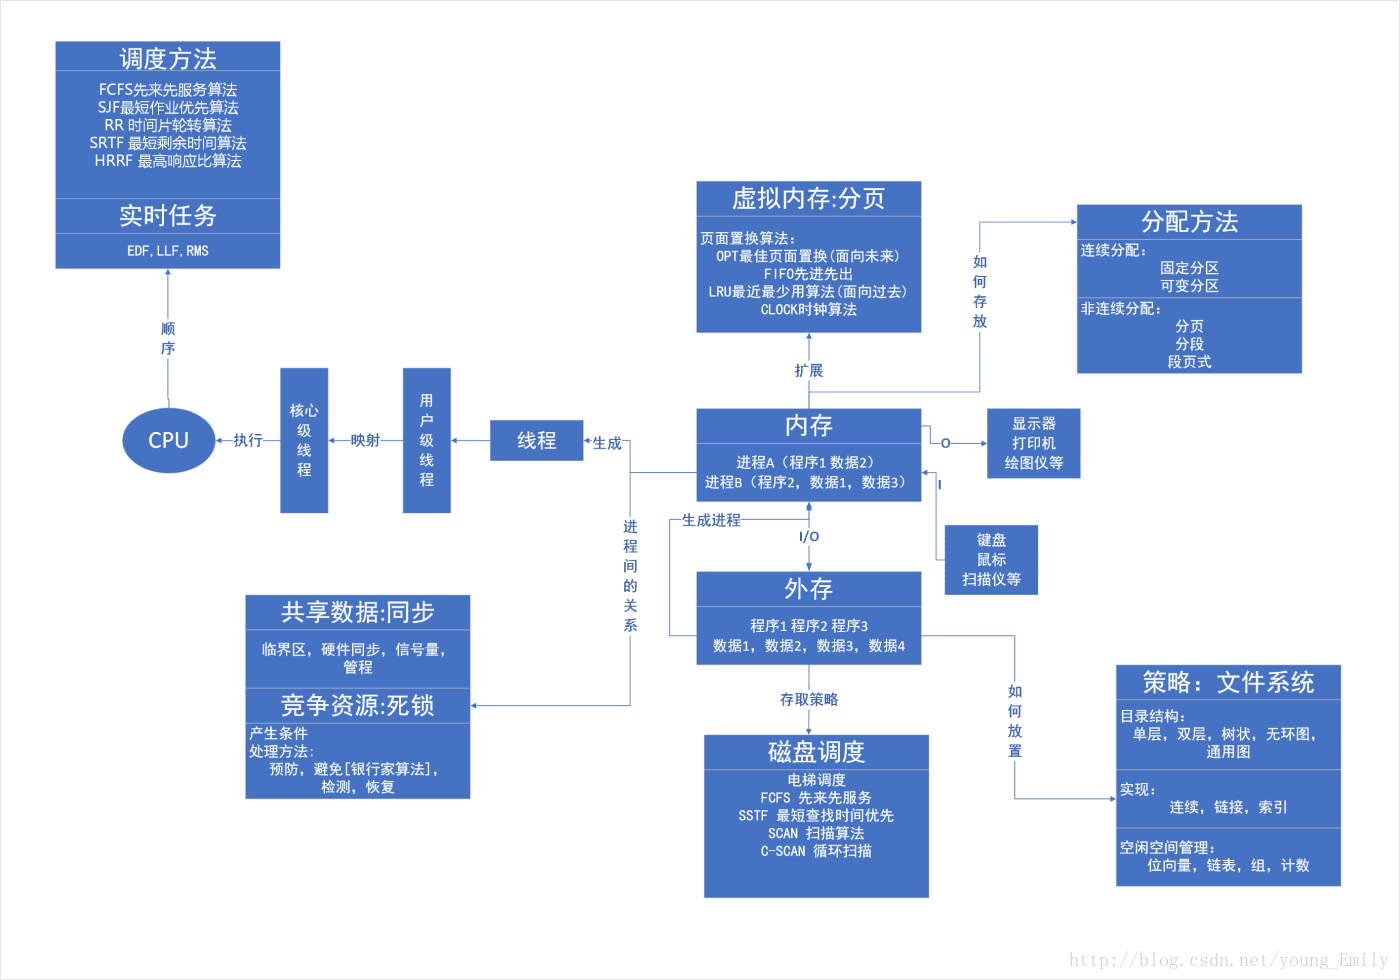 调度方法
FCFS先来先服务算法
SJF最短作业优先算法
RR 时间片轮转算法
SRTF 最短剩余时间算法
HRRF 最高响应比算法
实时任务
EDF,LLF,RMS
顺序
CPU
执行
核心级线程
映射
用户级线程
线程
生成
进程间的关系
共享数据:同步
临界区，硬件同步，信号量，
管程
竞争资源:死锁
产生条件
处理方法:
预防，避免[银行家算法]，
检测，恢复
虚拟内存:分页
页面置换算法：
OPT最佳页面置换(面向未来)
FIFO先进先出
LRU最近最少用算法(面向过去)
CLOCK时钟算法
扩展
如何存放
分配方法
连续分配：
固定分区
可变分区
非连续分配：
分页
分段
段页式
内存
进程A（程序1 数据2）
进程B（程序2，数据1，数据3）
O
显示器
打印机
绘图仪等
I
键盘
鼠标
扫描仪等
生成进程
I/O
外存
程序1 程序2 程序3
数据1，数据2，数据3，数据4
存取策略
磁盘调度
电梯调度
FCFS 先来先服务
SSTF 最短查找时间优先
SCAN 扫描算法
C-SCAN 循环扫描
如何放置
策略：文件系统
目录结构：
单层，双层，树状，无环图，
通用图
实现：
连续，链接，索引
空闲空间管理：
位向量，链表，组，计数
http://blog.csdn.net/young_Emily